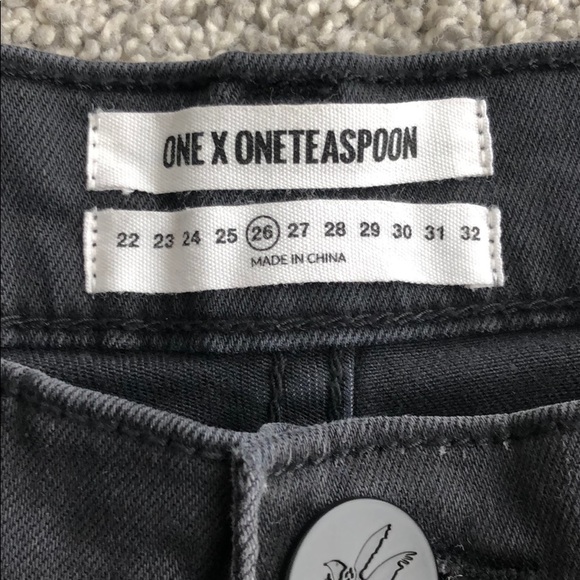 ONE X ONETEASPOON
22 23 24 25 26 27 28 29 30 31 32
MADE IN CHINA